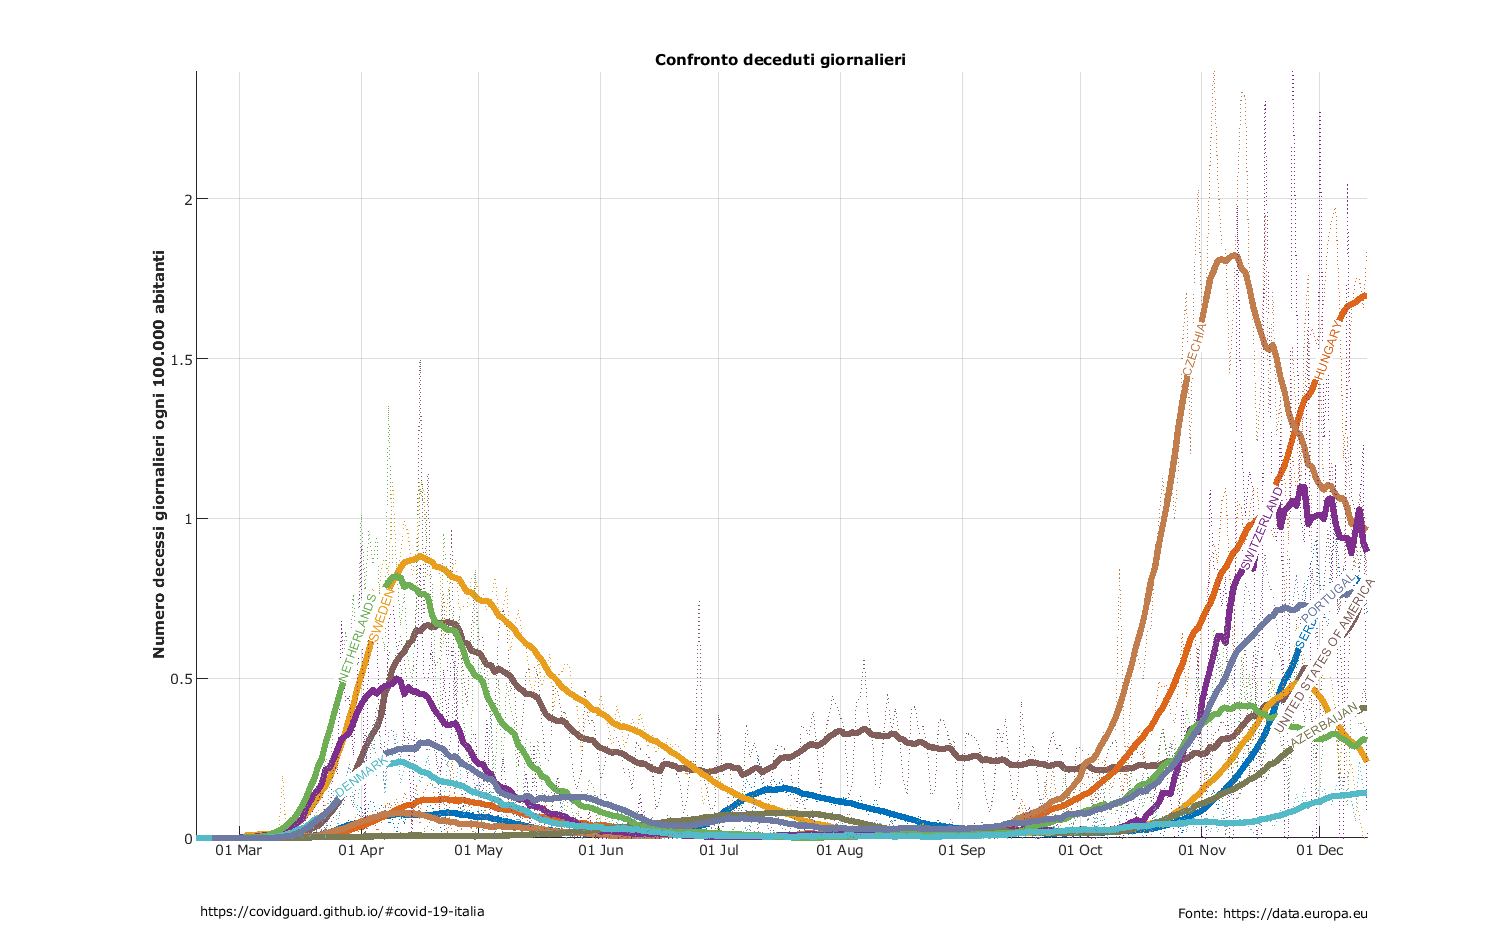 Confronto deceduti giornalieri
Numero decessi giornalieri ogni 100.000 abitanti
2
1.5
1
0.5
0
CZECHIA
HUNGARY
SWITZERLAND
NETHERLANDS
SWEDEN
PORTUGAL
UNITED STATES OF AMERICA
AZERBAIJAN
DENMARK
01 Mar
01 Apr
01 May
01 Jun
01 Jul
01 Aug
01 Sep
01 Oct
01 Nov
01 Dec
https://covidguard.github.io/#covid-19-italia
Fonte: https://data.europa.eu